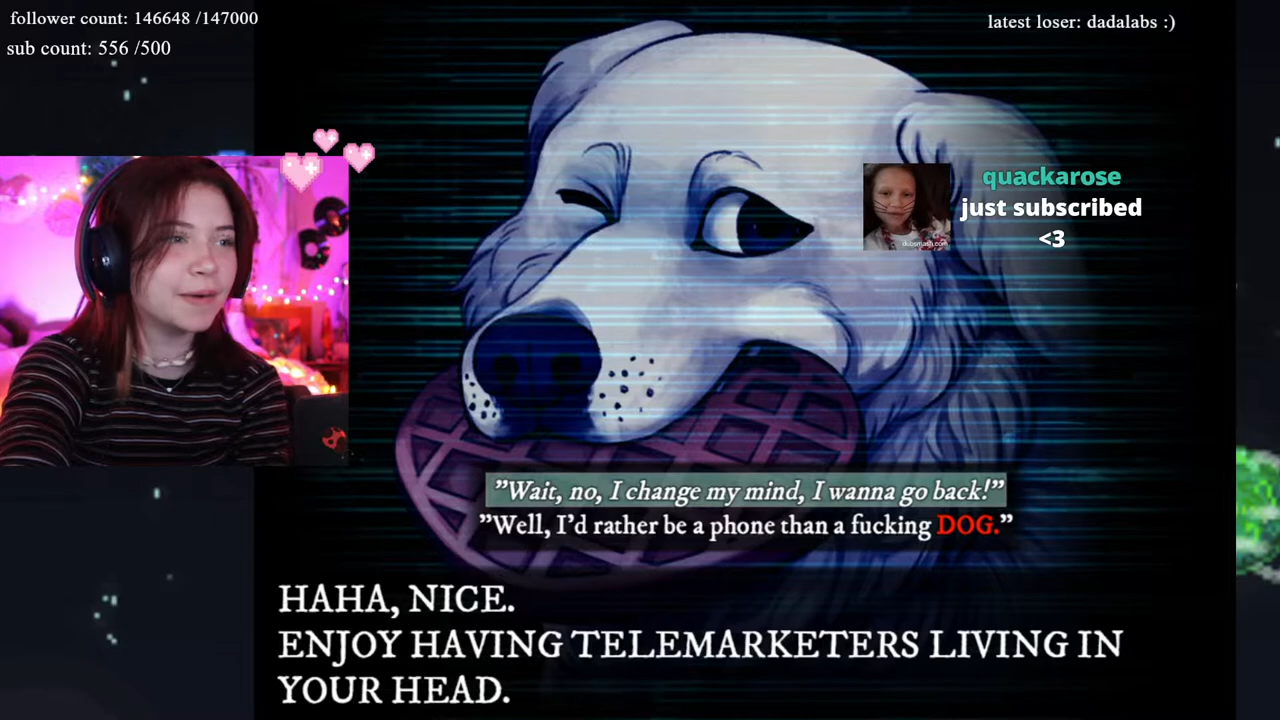 follower count: 146648 /147000
sub count: 556 /500
latest loser: dadalabs :)
quackarose
just subscribed
<3
dubsmash.com
"Wait, no, I change my mind, I wanna go back!"
"Well, I'd rather be a phone than a fucking DOG."
HAHA, NICE.
ENJOY HAVING TELEMARKETERS LIVING IN
YOUR HEAD.